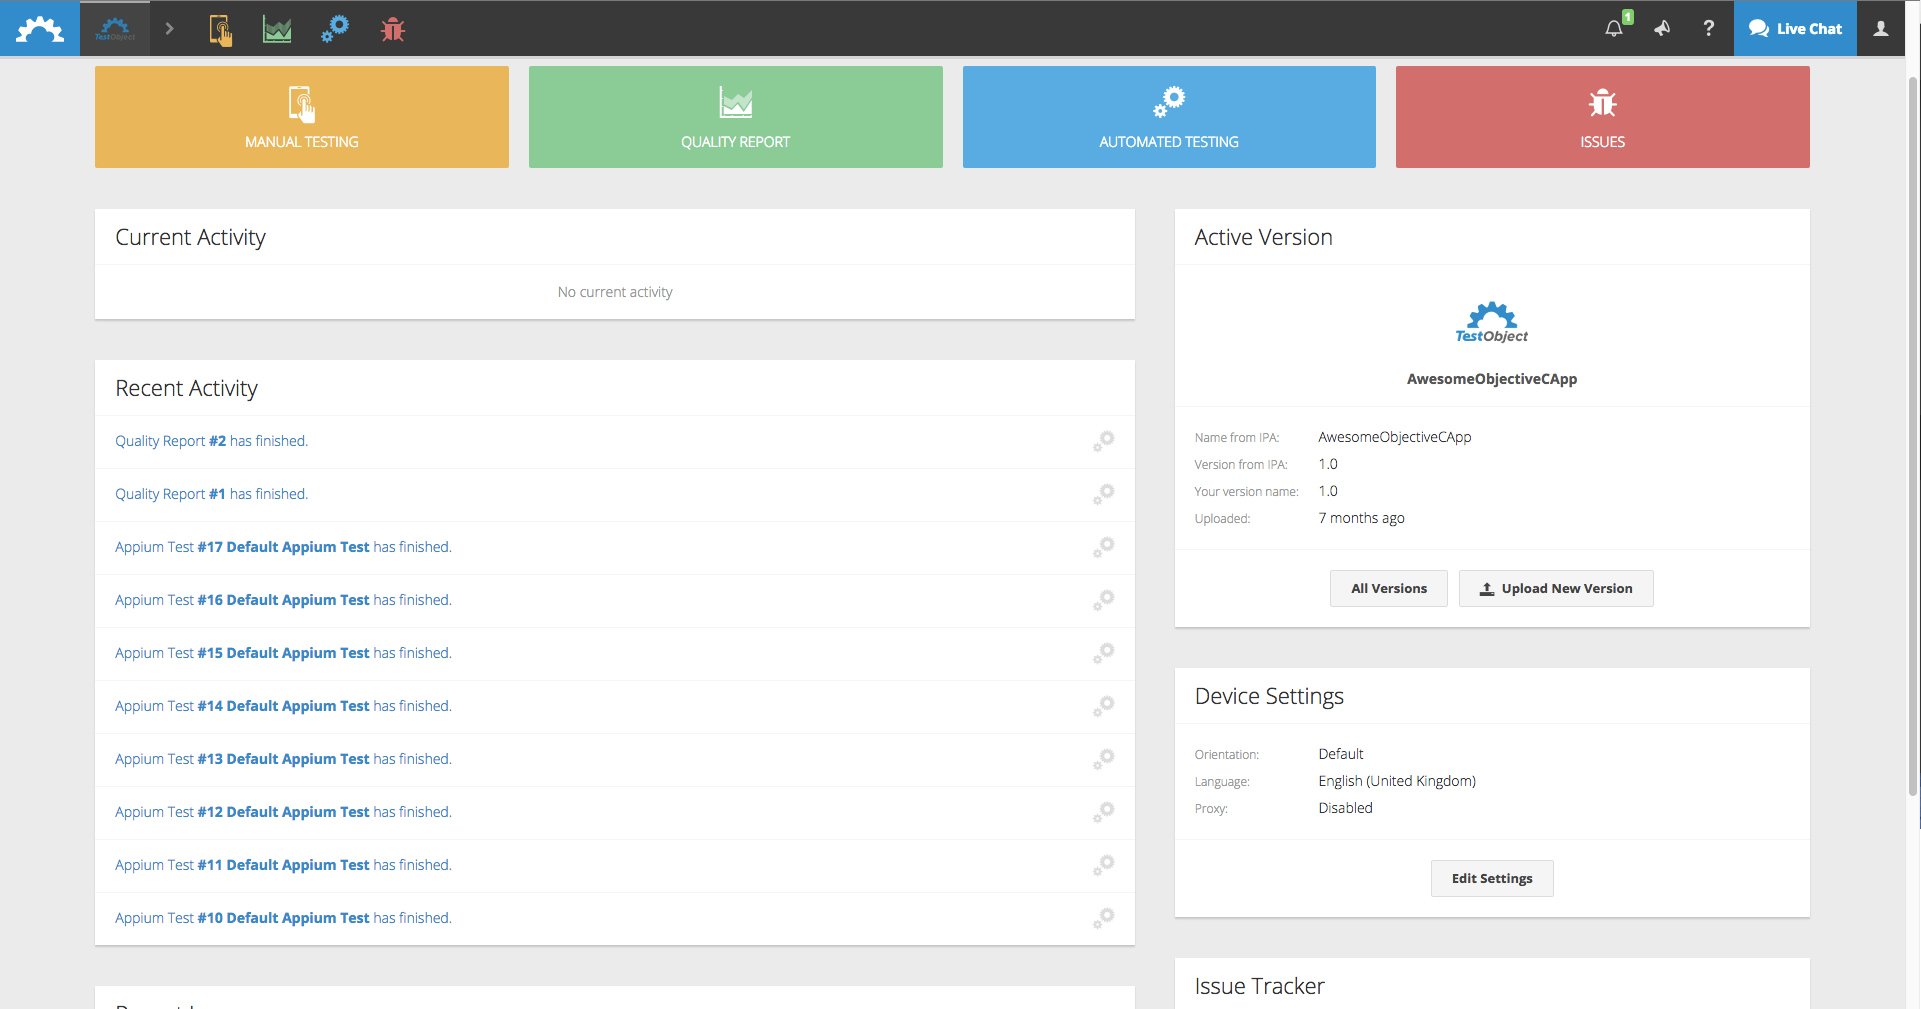 TestObject
1
?
Live Chat
MANUAL TESTING
QUALITY REPORT
AUTOMATED TESTING
ISSUES
Current Activity
No current activity
Recent Activity
Quality Report #2 has finished.
Quality Report #1 has finished.
Appium Test #17 Default Appium Test has finished.
Appium Test #16 Default Appium Test has finished.
Appium Test #15 Default Appium Test has finished.
Appium Test #14 Default Appium Test has finished.
Appium Test #13 Default Appium Test has finished.
Appium Test #12 Default Appium Test has finished.
Appium Test #11 Default Appium Test has finished.
Appium Test #10 Default Appium Test has finished.
Active Version
TestObject
AwesomeObjectiveCApp
Name from IPA: AwesomeObjectiveCApp
Version from IPA: 1.0
Your version name: 1.0
Uploaded: 7 months ago
All Versions
Upload New Version
Device Settings
Orientation: Default
Language: English (United Kingdom)
Proxy: Disabled
Edit Settings
Issue Tracker